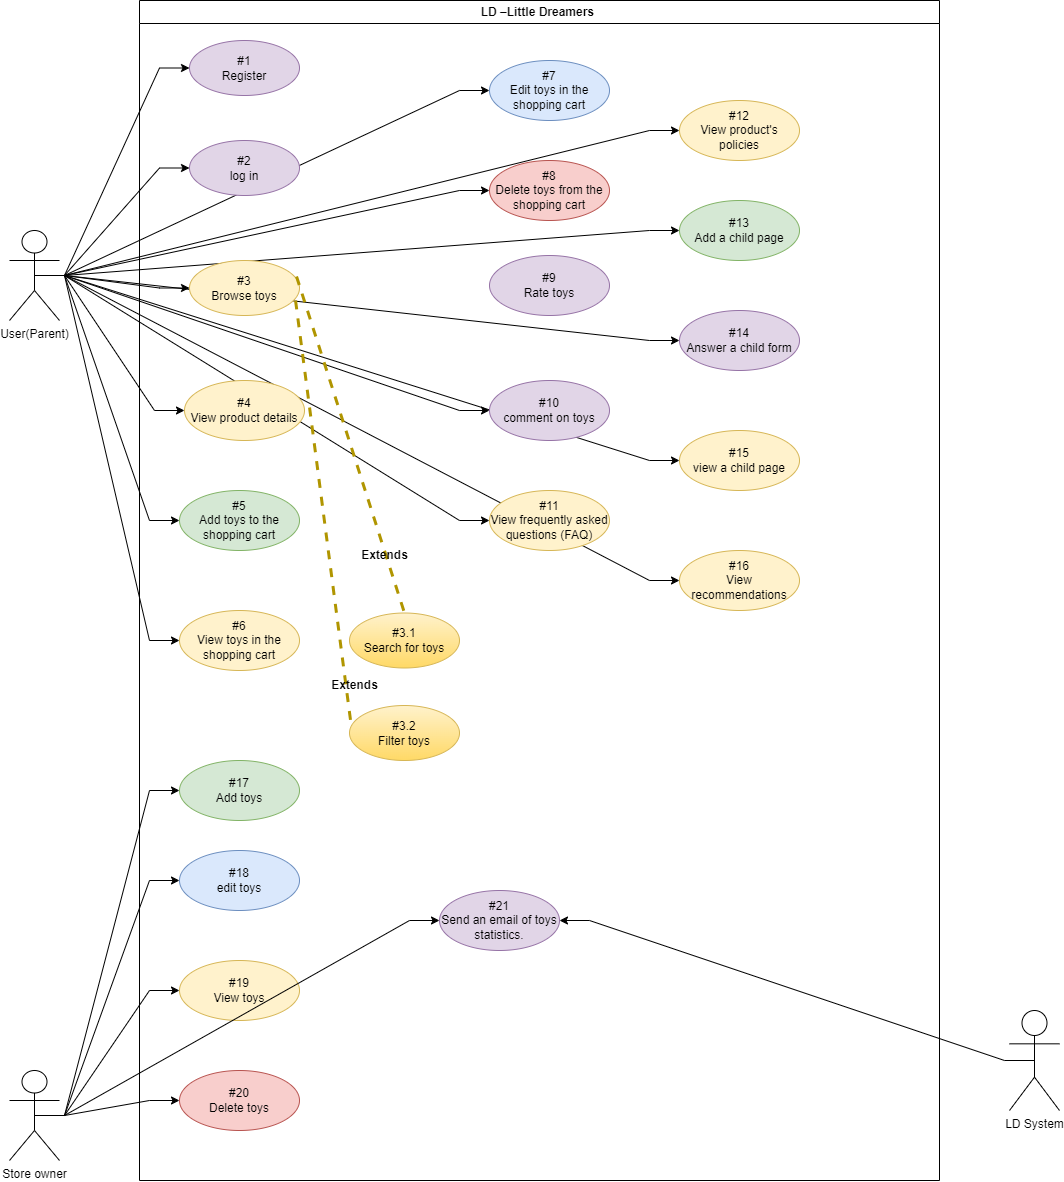 LD –Little Dreamers
#1
Register
#2
log in
#3
Browse toys
#4
View product details
#5
Add toys to the
shopping cart
#6
View toys in the
shopping cart
#7
Edit toys in the
shopping cart
#8
Delete toys from the
shopping cart
#9
Rate toys
#10
comment on toys
#11
View frequently asked
questions (FAQ)
#12
View product's
policies
#13
Add a child page
#14
Answer a child form
#15
view a child page
#16
View
recommendations
User(Parent)
Extends
#3.1
Search for toys
Extends
#3.2
Filter toys
#17
Add toys
#18
edit toys
#19
View toys
#20
Delete toys
#21
Send an email of toys
statistics.
Store owner
LD System